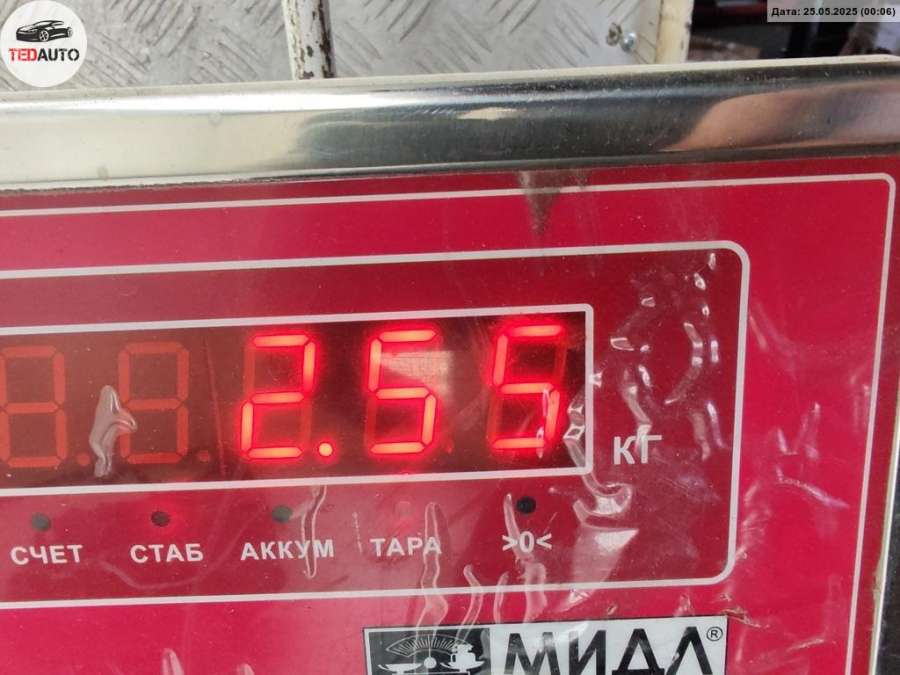 TEDAUTO
Дата: 25.05.2025 (00:06)
2.55
КГ
СЧЕТ СТАБ АККУМ ТАРА >0<
МИДЛ®